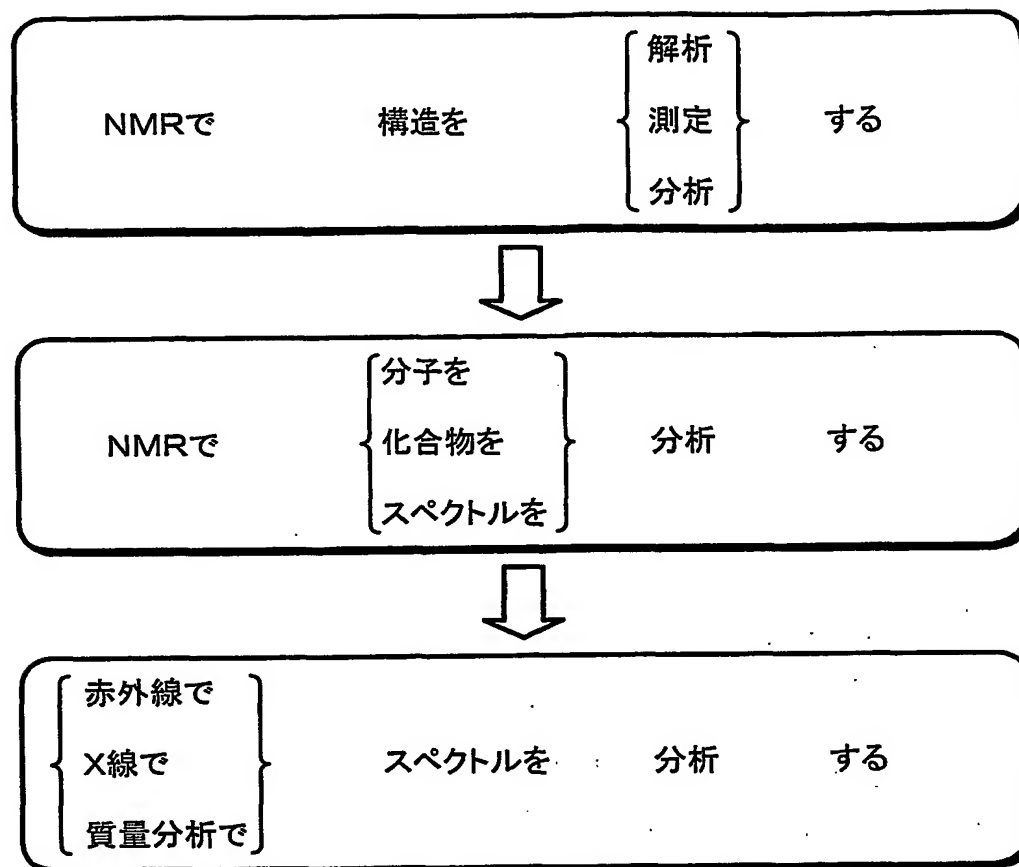 解析
NMRで 構造を 測定 する
分析
分子を
NMRで 化合物を 分析 する
スペクトルを
赤外線で
X線で スペクトルを 分析 する
質量分析で